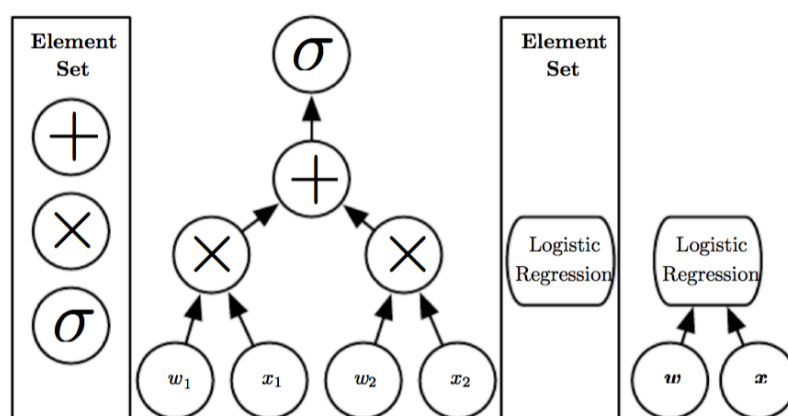 Element
Set
+
×
σ
σ
+
×
×
w₁
x₁
w₂
x₂
Element
Set
Logistic
Regression
Logistic
Regression
w
x